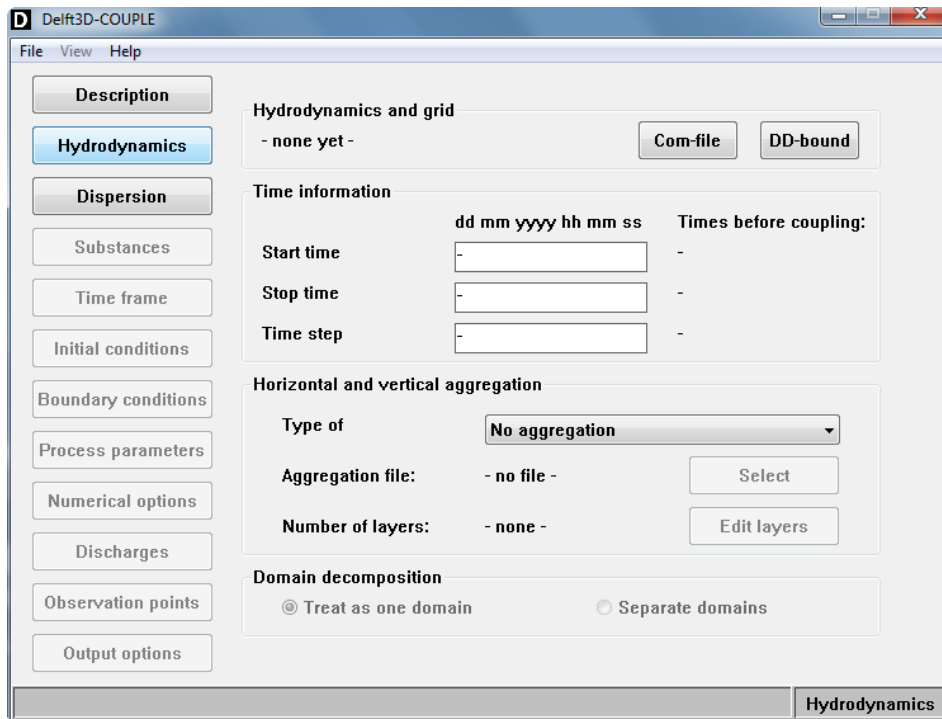 D Delft3D-COUPLE
File View Help
Description
Hydrodynamics
Dispersion
Substances
Time frame
Initial conditions
Boundary conditions
Process parameters
Numerical options
Discharges
Observation points
Output options
Hydrodynamics and grid
- none yet - Com-file DD-bound
Time information
dd mm yyyy hh mm ss Times before coupling:
Start time - -
Stop time - -
Time step - -
Horizontal and vertical aggregation
Type of No aggregation
Aggregation file: - no file - Select
Number of layers: - none - Edit layers
Domain decomposition
Treat as one domain Separate domains
Hydrodynamics